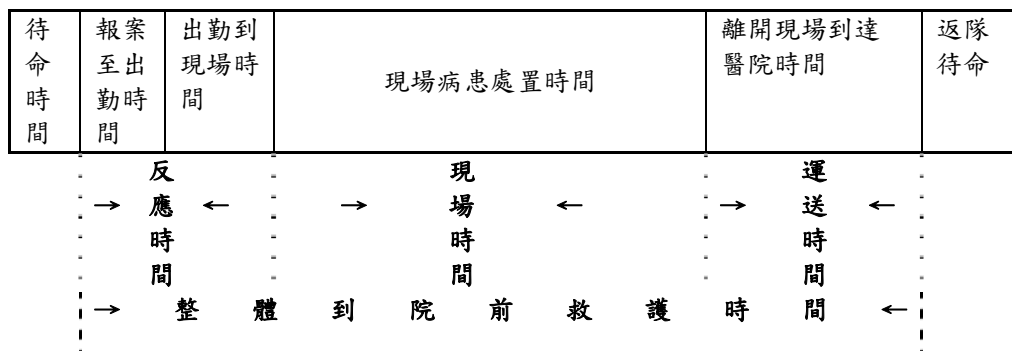 待命時間
報案至出勤時間
出勤到現場時間
現場病患處置時間
離開現場到達醫院時間
返隊待命
→ 反應時間 ←
→ 現場時間 ←
→ 運送時間 ←
→ 整體到院前救護時間 ←